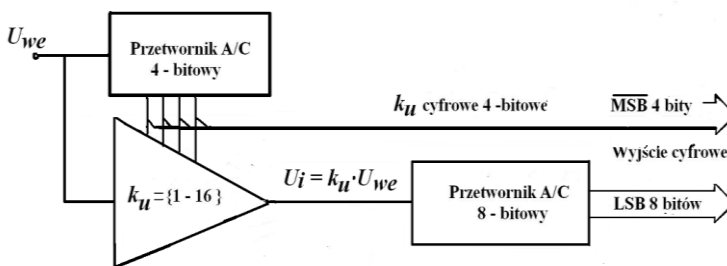 U_we
Przetwornik A/C
4 - bitowy
k_u cyfrowe 4 -bitowe
M̅S̅B̅ 4 bity
Wyjście cyfrowe
k_u = {1 - 16 }
U_i = k_u · U_we
Przetwornik A/C
8 - bitowy
LSB 8 bitów